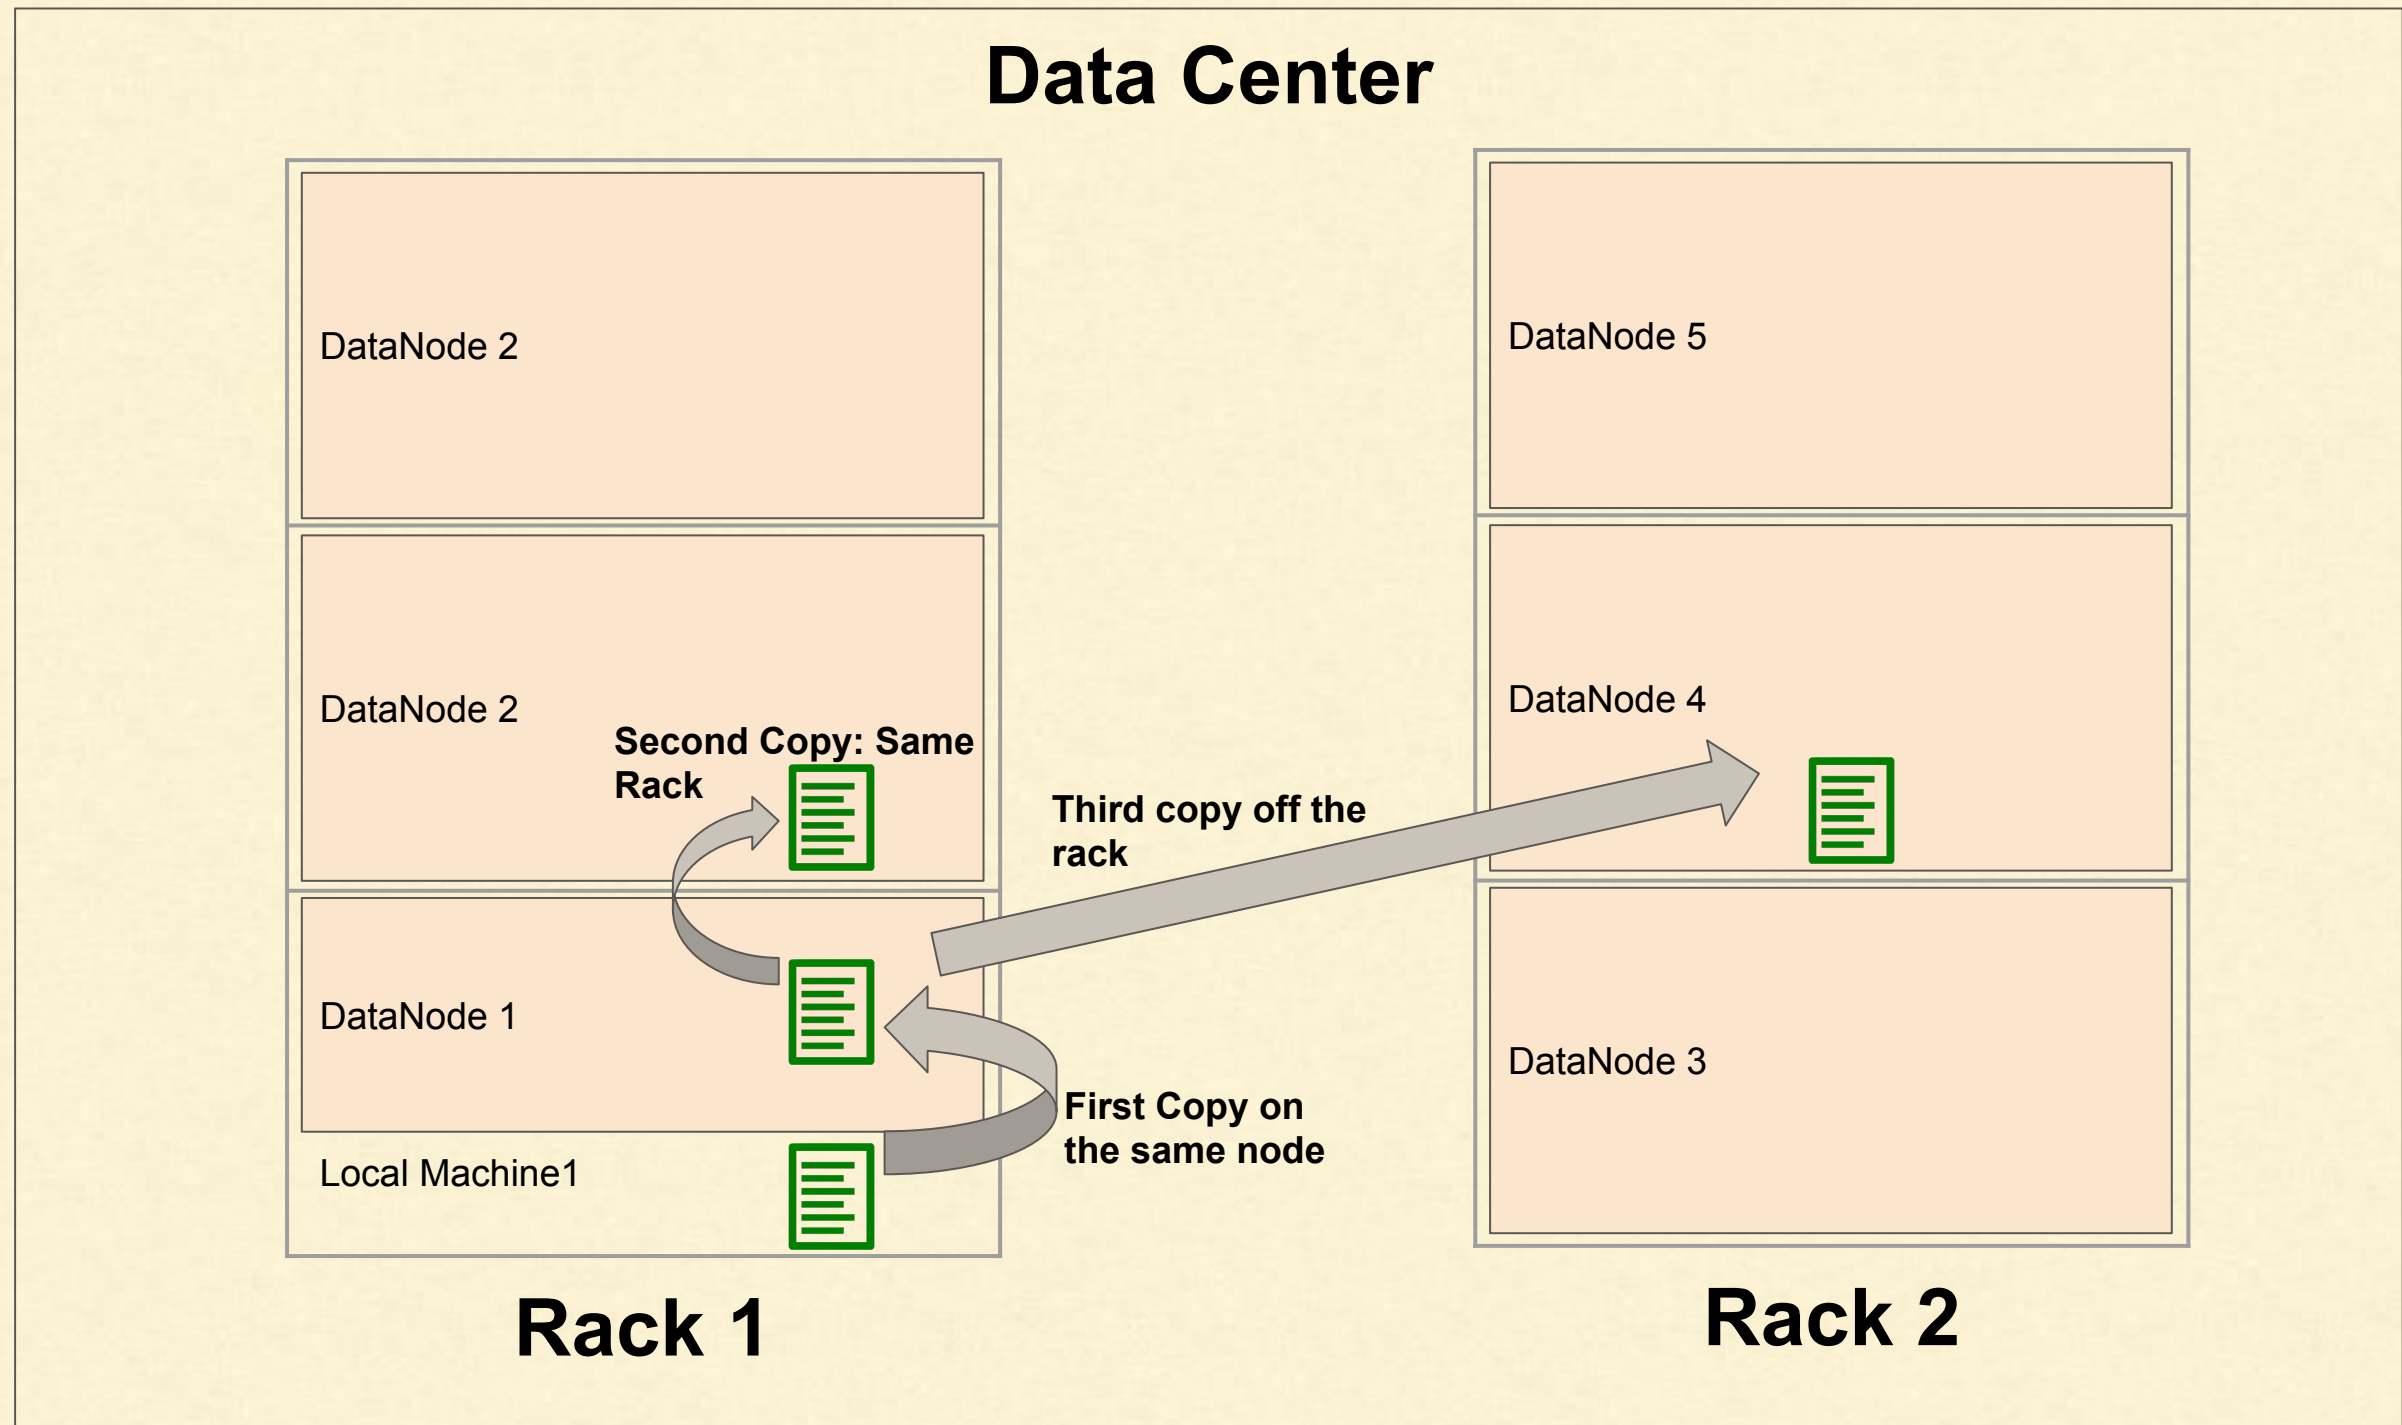 Data Center
DataNode 2
DataNode 2
Second Copy: Same
Rack
DataNode 1
Local Machine1
Third copy off the
rack
First Copy on
the same node
DataNode 5
DataNode 4
DataNode 3
Rack 1
Rack 2